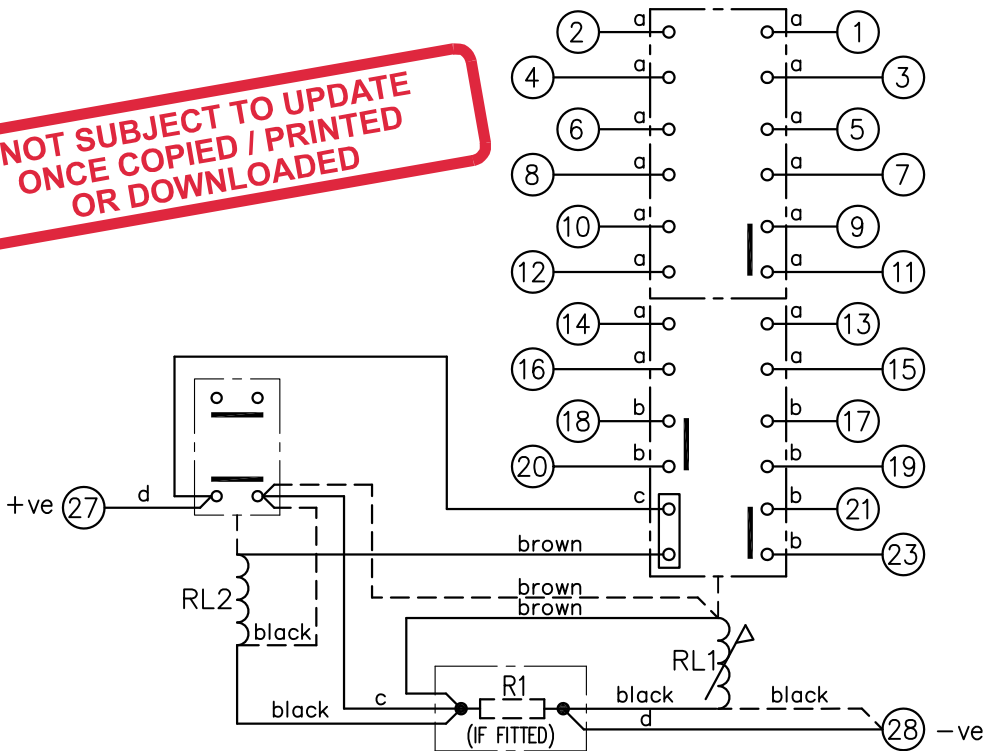 NOT SUBJECT TO UPDATE
ONCE COPIED / PRINTED
OR DOWNLOADED
2 a a 1
4 a a 3
6 a a 5
8 a a 7
10 a a 9
12 a a 11
14 a a 13
16 a a 15
18 b b 17
20 b b 19
+ve 27 d c b 21
brown b 23
brown
RL2 brown
black RL1
R1
black c black black
(IF FITTED) d 28 -ve